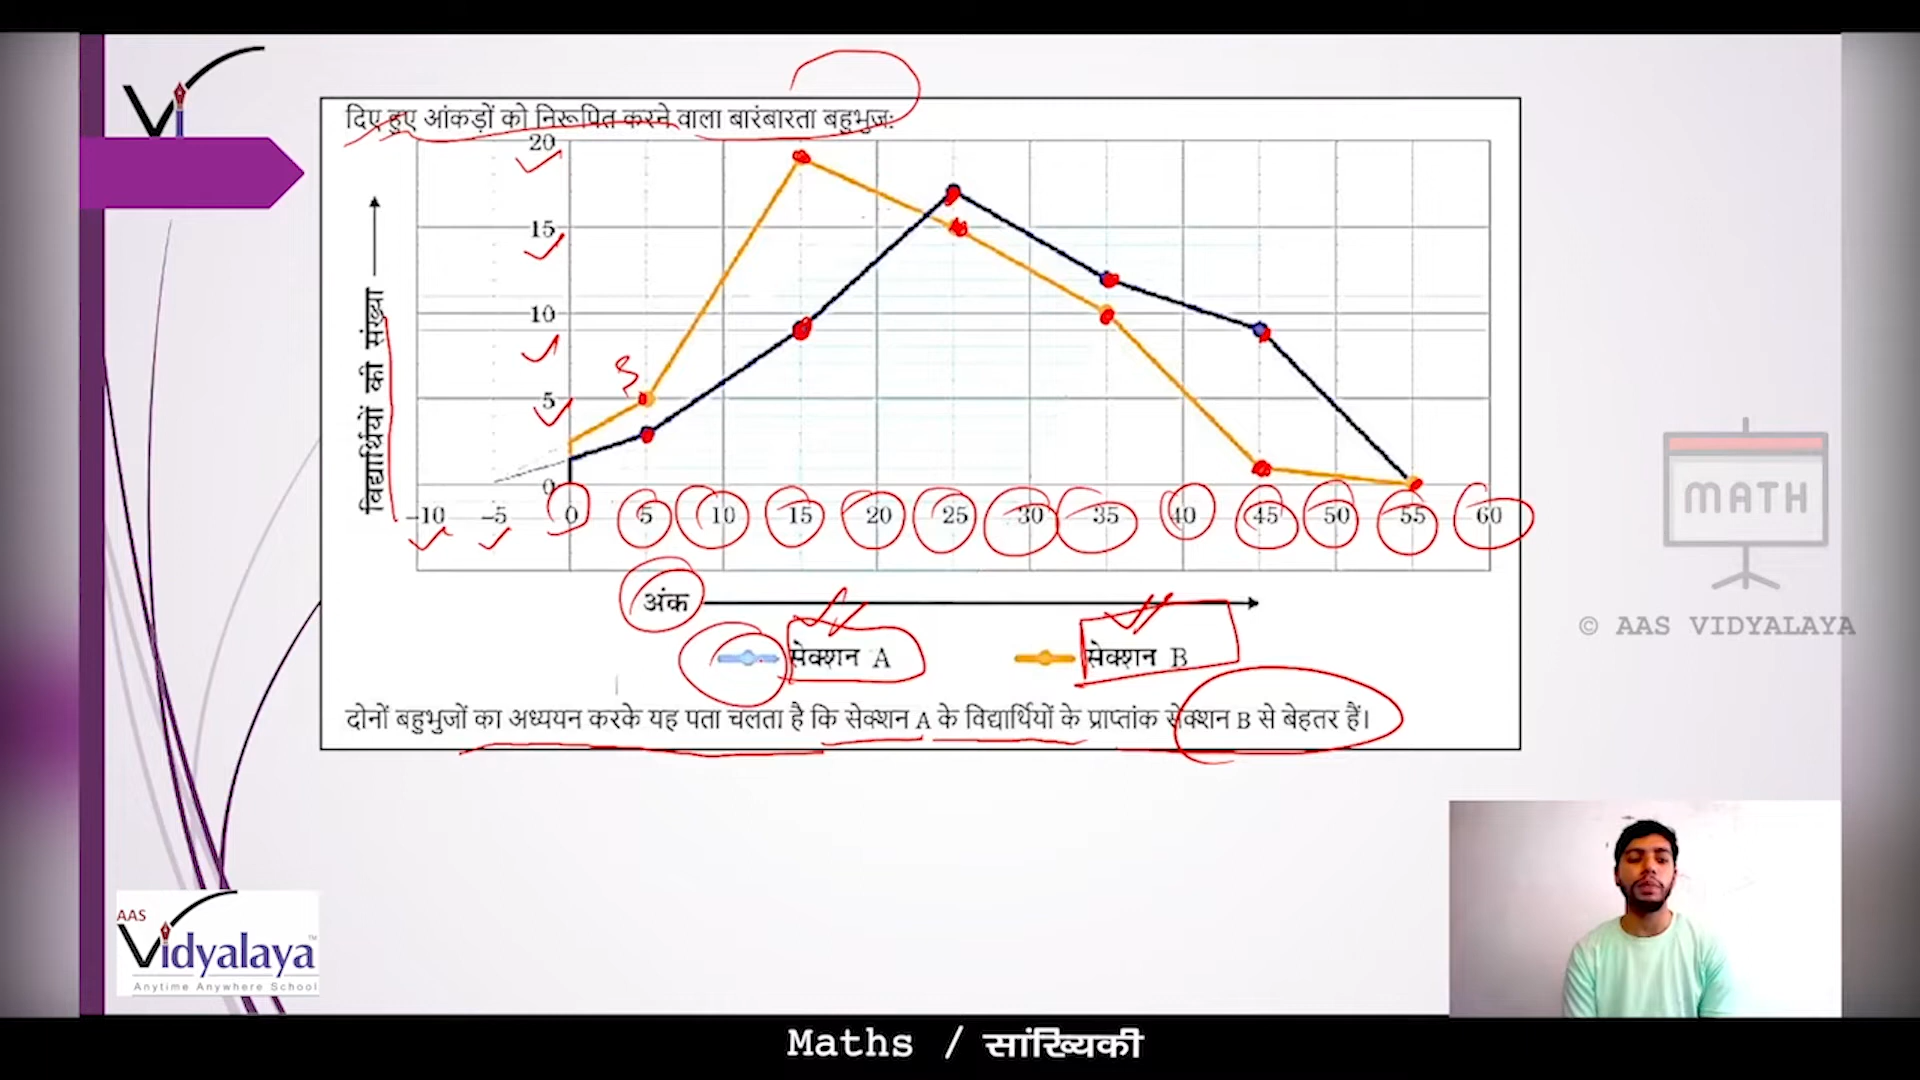 दिए हुए आंकड़ों को निरूपित करने वाला बारंबारता बहुभुज:
20
15
10
5
0
विद्यार्थियों की संख्या
-10 -5 0 5 10 15 20 25 30 35 40 45 50 55 60
अंक
सेक्शन A सेक्शन B
दोनों बहुभुजों का अध्ययन करके यह पता चलता है कि सेक्शन A के विद्यार्थियों के प्राप्तांक सेक्शन B से बेहतर हैं।
MATH
© AAS VIDYALAYA
AAS
Vidyalaya™
Anytime Anywhere School
Maths / सांख्यिकी